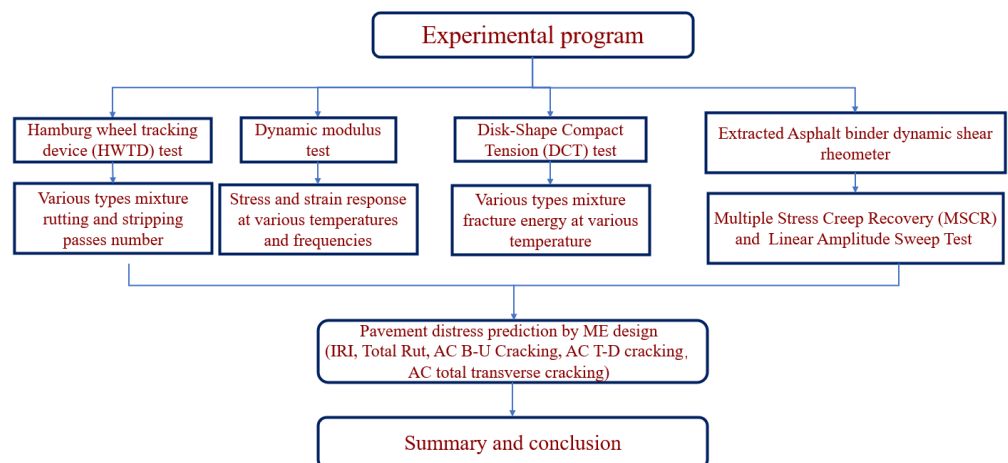 Experimental program
Hamburg wheel tracking
device (HWTD) test
Dynamic modulus
test
Disk-Shape Compact
Tension (DCT) test
Extracted Asphalt binder dynamic shear
rheometer
Various types mixture
rutting and stripping
passes number
Stress and strain response
at various temperatures
and frequencies
Various types mixture
fracture energy at various
temperature
Multiple Stress Creep Recovery (MSCR)
and Linear Amplitude Sweep Test
Pavement distress prediction by ME design
(IRI, Total Rut, AC B-U Cracking, AC T-D cracking,
AC total transverse cracking)
Summary and conclusion